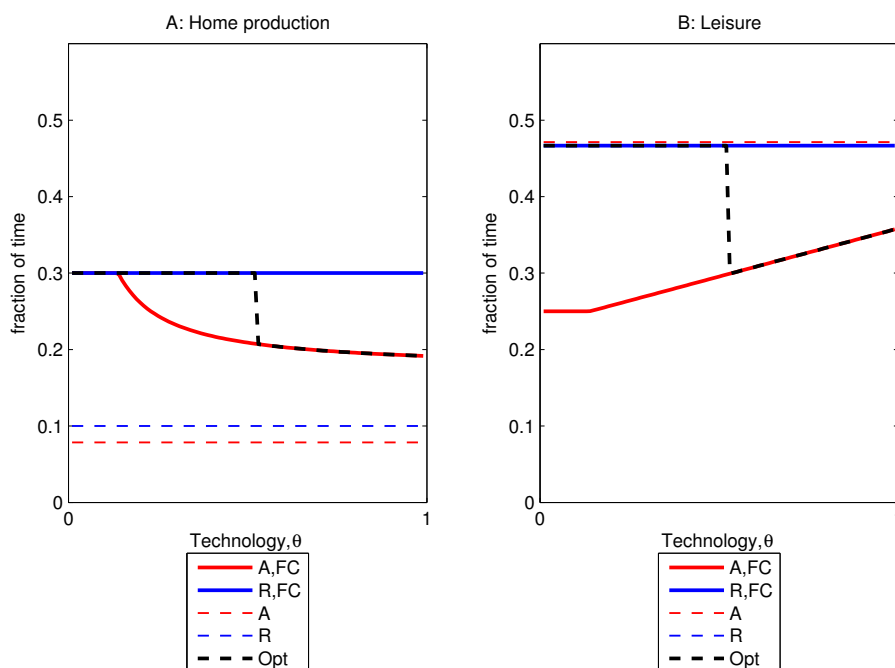 A: Home production
fraction of time
0.5
0.4
0.3
0.2
0.1
0
0
1
Technology,θ
A,FC
R,FC
A
R
Opt
B: Leisure
fraction of time
0.5
0.4
0.3
0.2
0.1
0
0
Technology,θ
A,FC
R,FC
A
R
Opt